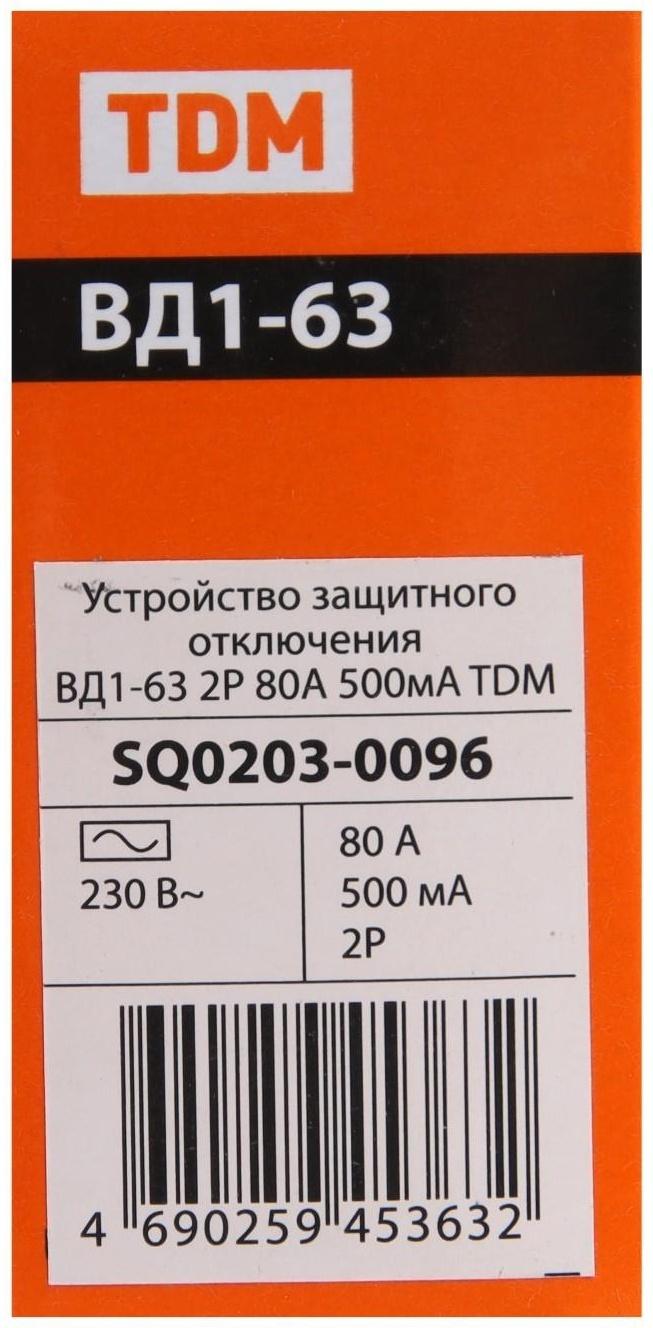 TDM
ВД1-63
Устройство защитного
отключения
ВД1-63 2Р 80А 500мА TDM
SQ0203-0096
230 В~
80 А
500 мА
2Р
4 690259 453632